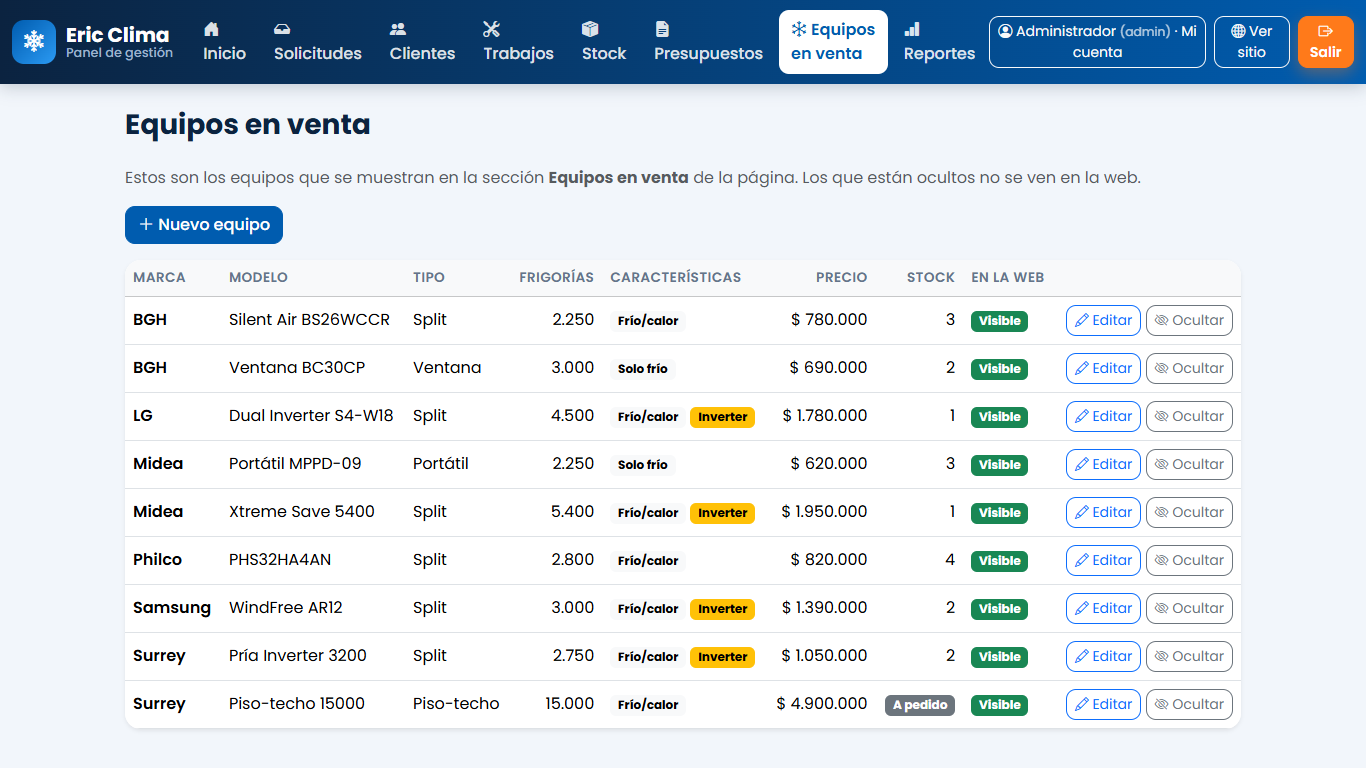 Eric Clima
Panel de gestión
Inicio
Solicitudes
Clientes
Trabajos
Stock
Presupuestos
Equipos
en venta
Reportes
Administrador (admin) · Mi
cuenta
Ver
sitio
Salir
Equipos en venta
Estos son los equipos que se muestran en la sección Equipos en venta de la página. Los que están ocultos no se ven en la web.
+ Nuevo equipo
MARCA MODELO TIPO FRIGORÍAS CARACTERÍSTICAS PRECIO STOCK EN LA WEB
BGH Silent Air BS26WCCR Split 2.250 Frío/calor $ 780.000 3 Visible Editar Ocultar
BGH Ventana BC30CP Ventana 3.000 Solo frío $ 690.000 2 Visible Editar Ocultar
LG Dual Inverter S4-W18 Split 4.500 Frío/calor Inverter $ 1.780.000 1 Visible Editar Ocultar
Midea Portátil MPPD-09 Portátil 2.250 Solo frío $ 620.000 3 Visible Editar Ocultar
Midea Xtreme Save 5400 Split 5.400 Frío/calor Inverter $ 1.950.000 1 Visible Editar Ocultar
Philco PHS32HA4AN Split 2.800 Frío/calor $ 820.000 4 Visible Editar Ocultar
Samsung WindFree AR12 Split 3.000 Frío/calor Inverter $ 1.390.000 2 Visible Editar Ocultar
Surrey Pría Inverter 3200 Split 2.750 Frío/calor Inverter $ 1.050.000 2 Visible Editar Ocultar
Surrey Piso-techo 15000 Piso-techo 15.000 Frío/calor $ 4.900.000 A pedido Visible Editar Ocultar